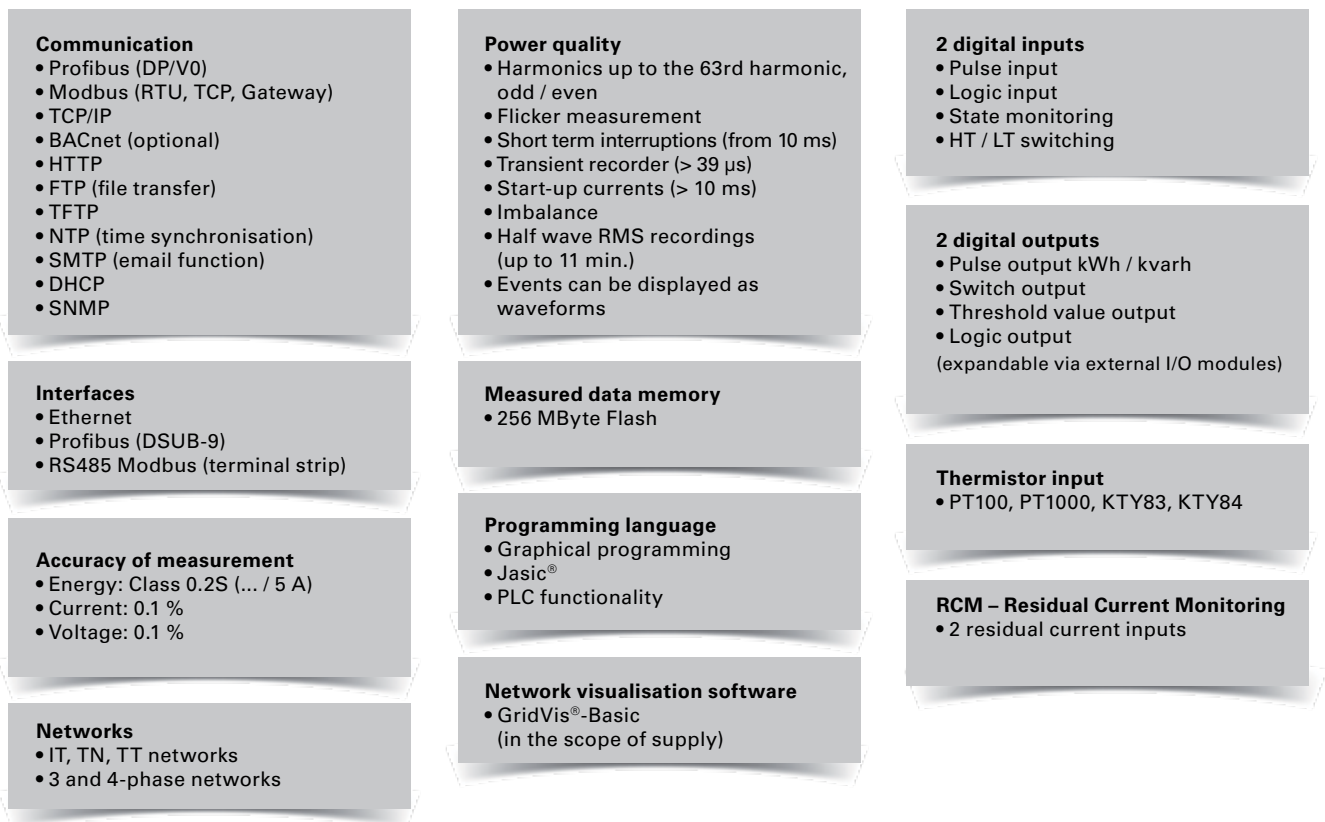 Communication
• Profibus (DP/V0)
• Modbus (RTU, TCP, Gateway)
• TCP/IP
• BACnet (optional)
• HTTP
• FTP (file transfer)
• TFTP
• NTP (time synchronisation)
• SMTP (email function)
• DHCP
• SNMP
Interfaces
• Ethernet
• Profibus (DSUB-9)
• RS485 Modbus (terminal strip)
Accuracy of measurement
• Energy: Class 0.2S (... / 5 A)
• Current: 0.1 %
• Voltage: 0.1 %
Networks
• IT, TN, TT networks
• 3 and 4-phase networks
Power quality
• Harmonics up to the 63rd harmonic,
odd / even
• Flicker measurement
• Short term interruptions (from 10 ms)
• Transient recorder (> 39 µs)
• Start-up currents (> 10 ms)
• Imbalance
• Half wave RMS recordings
(up to 11 min.)
• Events can be displayed as
waveforms
Measured data memory
• 256 MByte Flash
Programming language
• Graphical programming
• Jasic®
• PLC functionality
Network visualisation software
• GridVis®-Basic
(in the scope of supply)
2 digital inputs
• Pulse input
• Logic input
• State monitoring
• HT / LT switching
2 digital outputs
• Pulse output kWh / kvarh
• Switch output
• Threshold value output
• Logic output
(expandable via external I/O modules)
Thermistor input
• PT100, PT1000, KTY83, KTY84
RCM – Residual Current Monitoring
• 2 residual current inputs